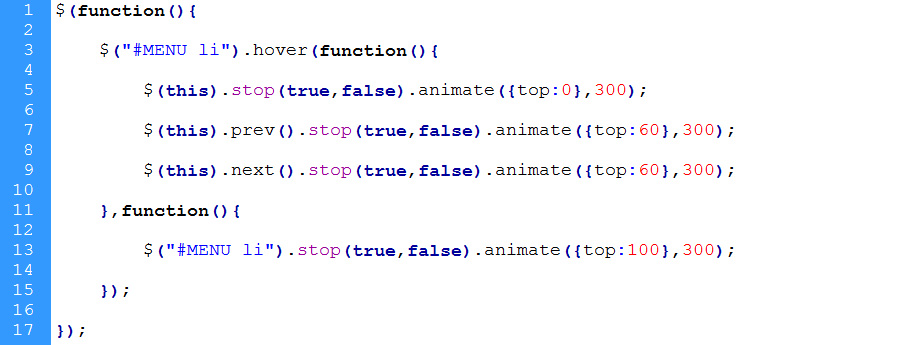 1 $(function(){
2
3 $("#MENU li").hover(function(){
4
5 $(this).stop(true,false).animate({top:0},300);
6
7 $(this).prev().stop(true,false).animate({top:60},300);
8
9 $(this).next().stop(true,false).animate({top:60},300);
10
11 },function(){
12
13 $("#MENU li").stop(true,false).animate({top:100},300);
14
15 });
16
17 });